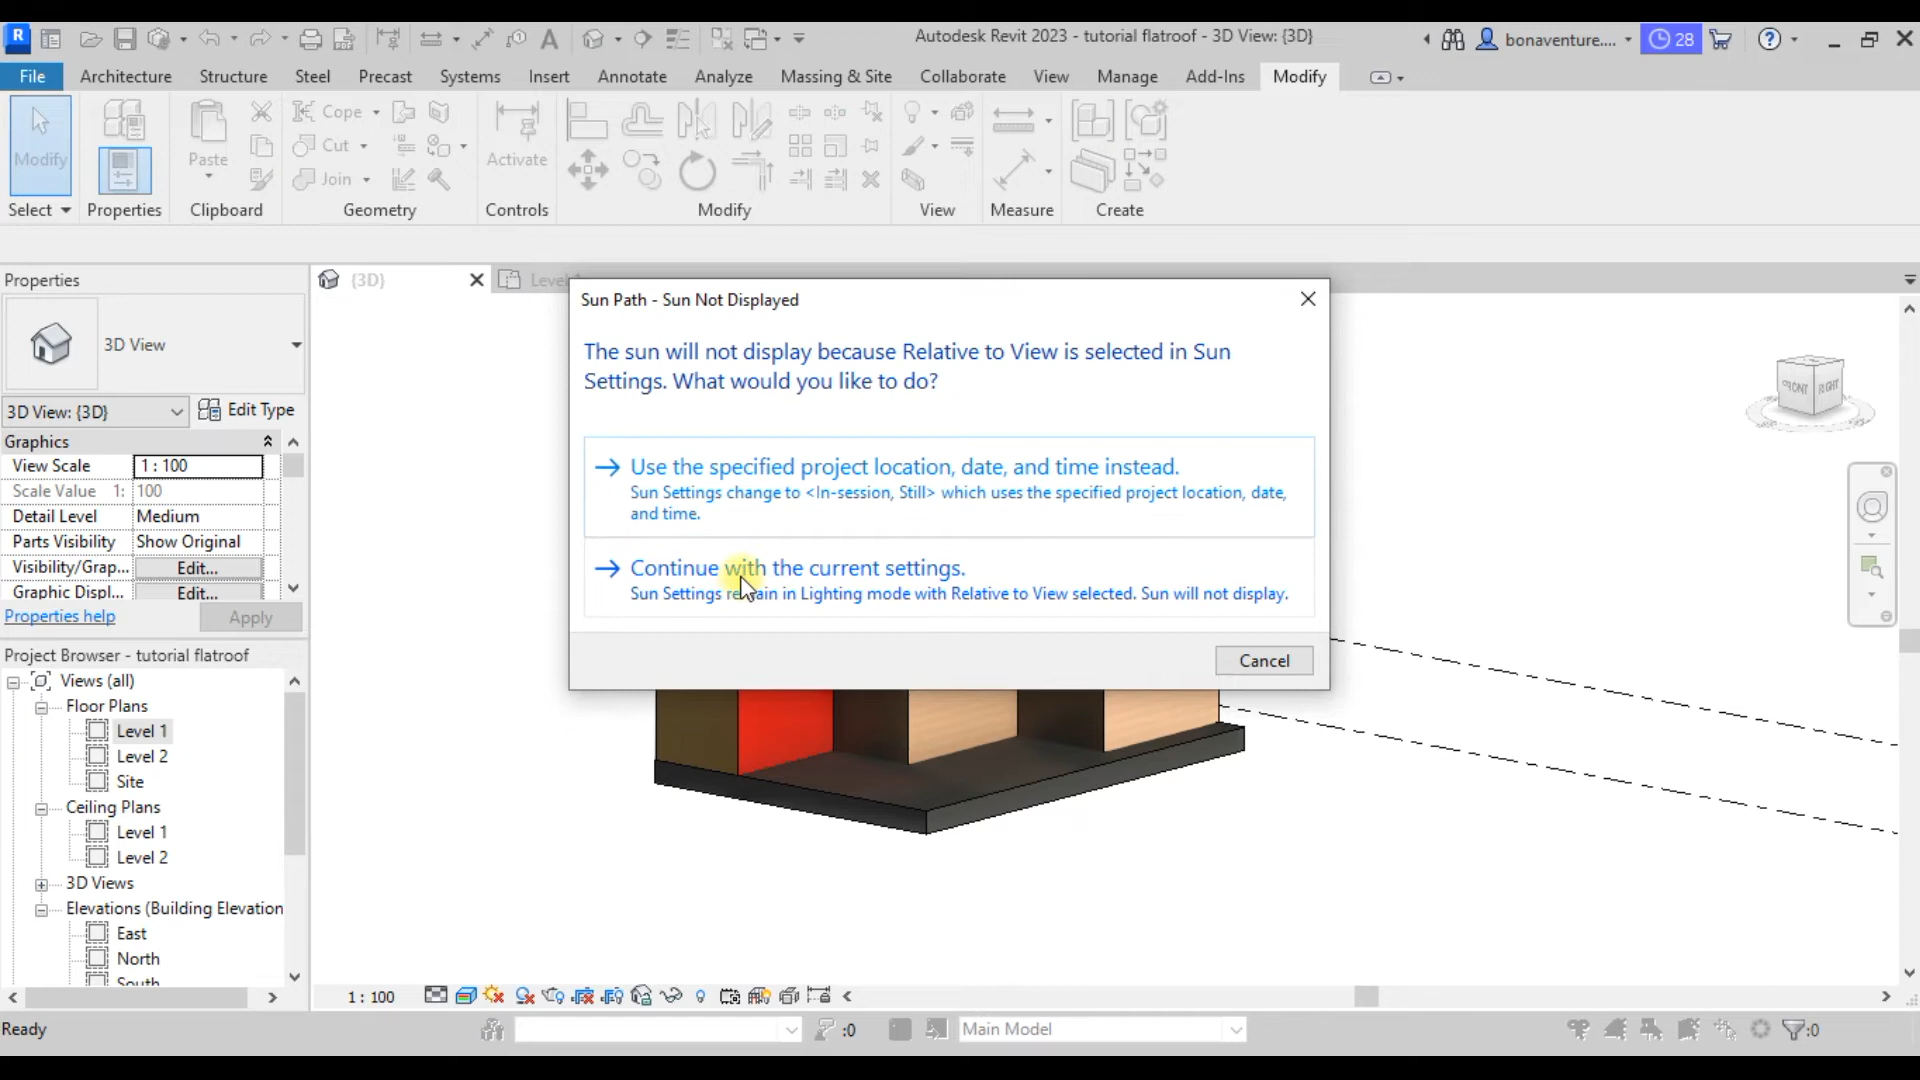 R
Autodesk Revit 2023 - tutorial flatroof - 3D View: {3D}
bonaventure....
28
File
Architecture
Structure
Steel
Precast
Systems
Insert
Annotate
Analyze
Massing & Site
Collaborate
View
Manage
Add-Ins
Modify
Modify
Paste
Cope
Cut
Join
Activate
Select
Properties
Clipboard
Geometry
Controls
Modify
View
Measure
Create
Properties
{3D}
3D View
3D View: {3D}
Edit Type
Graphics
View Scale
1 : 100
Scale Value 1:
100
Detail Level
Medium
Parts Visibility
Show Original
Visibility/Grap...
Edit...
Graphic Displ...
Edit...
Properties help
Apply
Project Browser - tutorial flatroof
Views (all)
Floor Plans
Level 1
Level 2
Site
Ceiling Plans
Level 1
Level 2
3D Views
Elevations (Building Elevation
East
North
South
Sun Path - Sun Not Displayed
The sun will not display because Relative to View is selected in Sun
Settings. What would you like to do?
Use the specified project location, date, and time instead.
Sun Settings change to <In-session, Still> which uses the specified project location, date,
and time.
Continue with the current settings.
Sun Settings remain in Lighting mode with Relative to View selected. Sun will not display.
Cancel
FRONT
RIGHT
1 : 100
Ready
:0
Main Model
:0